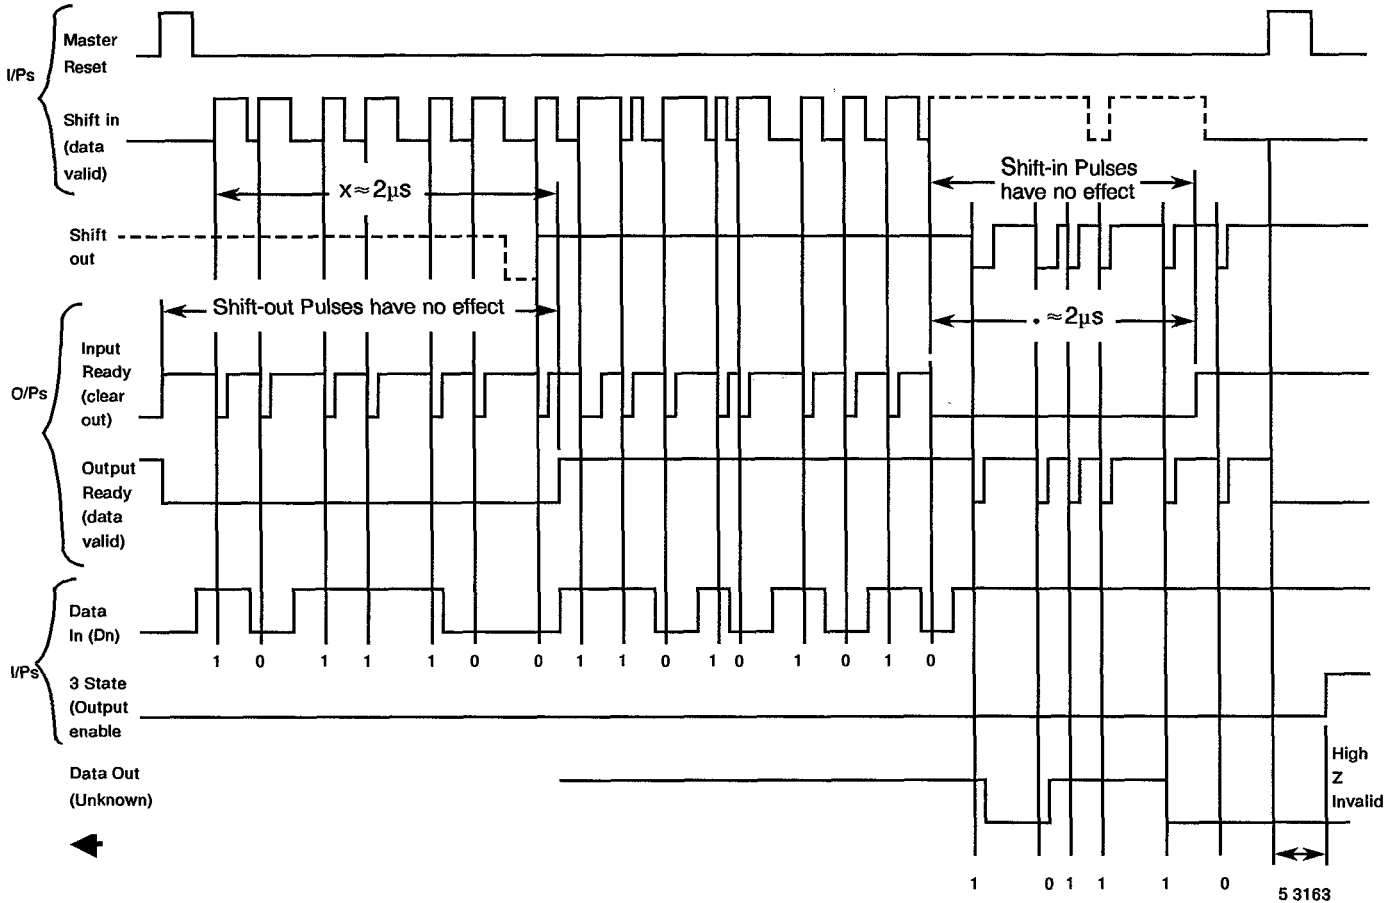 I/Ps
Master
Reset
Shift in
(data
valid)
x≈2µs
Shift-in Pulses
have no effect
Shift
out
Shift-out Pulses have no effect
• ≈2µs
O/Ps
Input
Ready
(clear
out)
Output
Ready
(data
valid)
I/Ps
Data
In (Dn)
1 0 1 1 1 0 0 1 1 0 1 0 1 0 1 0
3 State
(Output
enable
Data Out
(Unknown)
High
Z
Invalid
1 0 1 1 1 0
5 3163